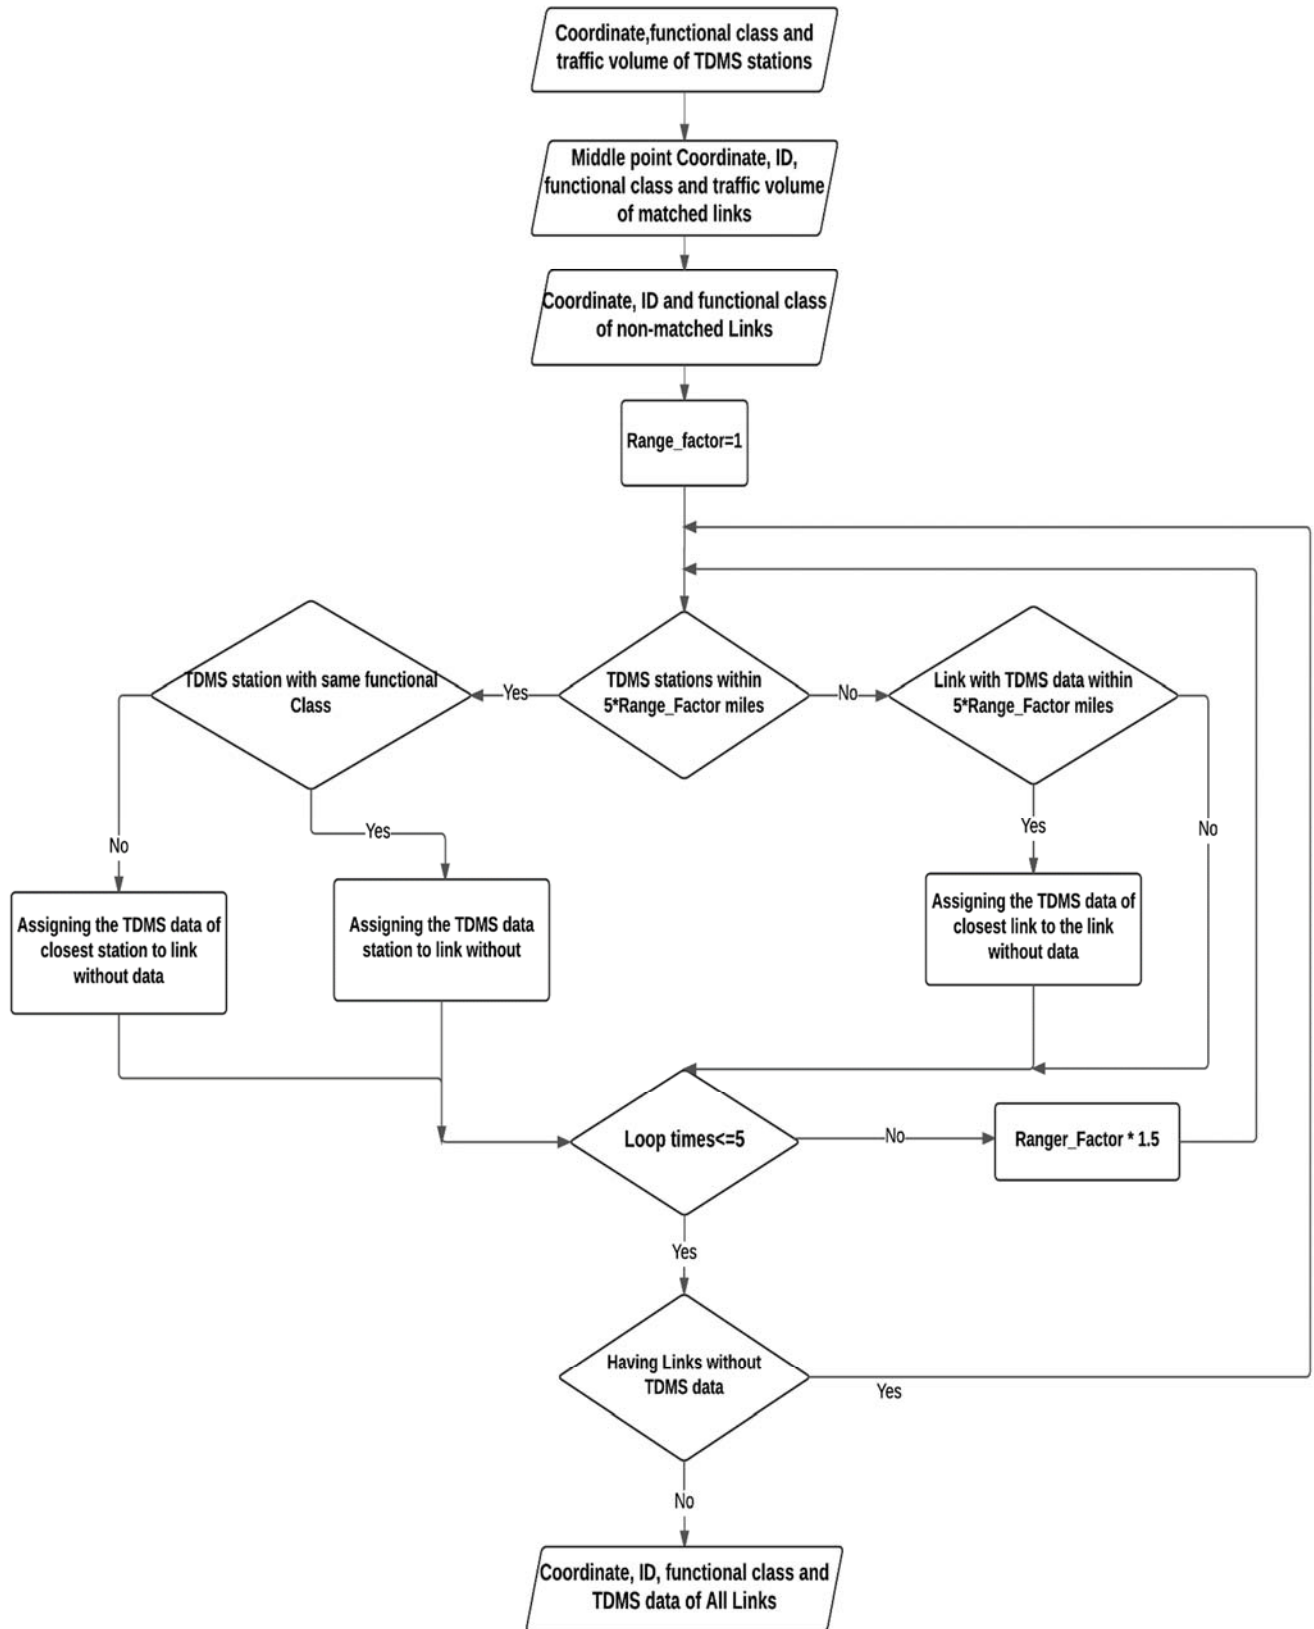 Coordinate,functional class and
traffic volume of TDMS stations
Middle point Coordinate, ID,
functional class and traffic volume
of matched links
Coordinate, ID and functional class
of non-matched Links
Range_factor=1
TDMS station with same functional
Class
Yes
TDMS stations within
5*Range_Factor miles
No
Link with TDMS data within
5*Range_Factor miles
No
Yes
Yes
No
Assigning the TDMS data of
closest station to link
without data
Assigning the TDMS data
station to link without
Assigning the TDMS data of
closest link to the link
without data
Loop times<=5
No
Ranger_Factor * 1.5
Yes
Having Links without
TDMS data
Yes
No
Coordinate, ID, functional class and
TDMS data of All Links